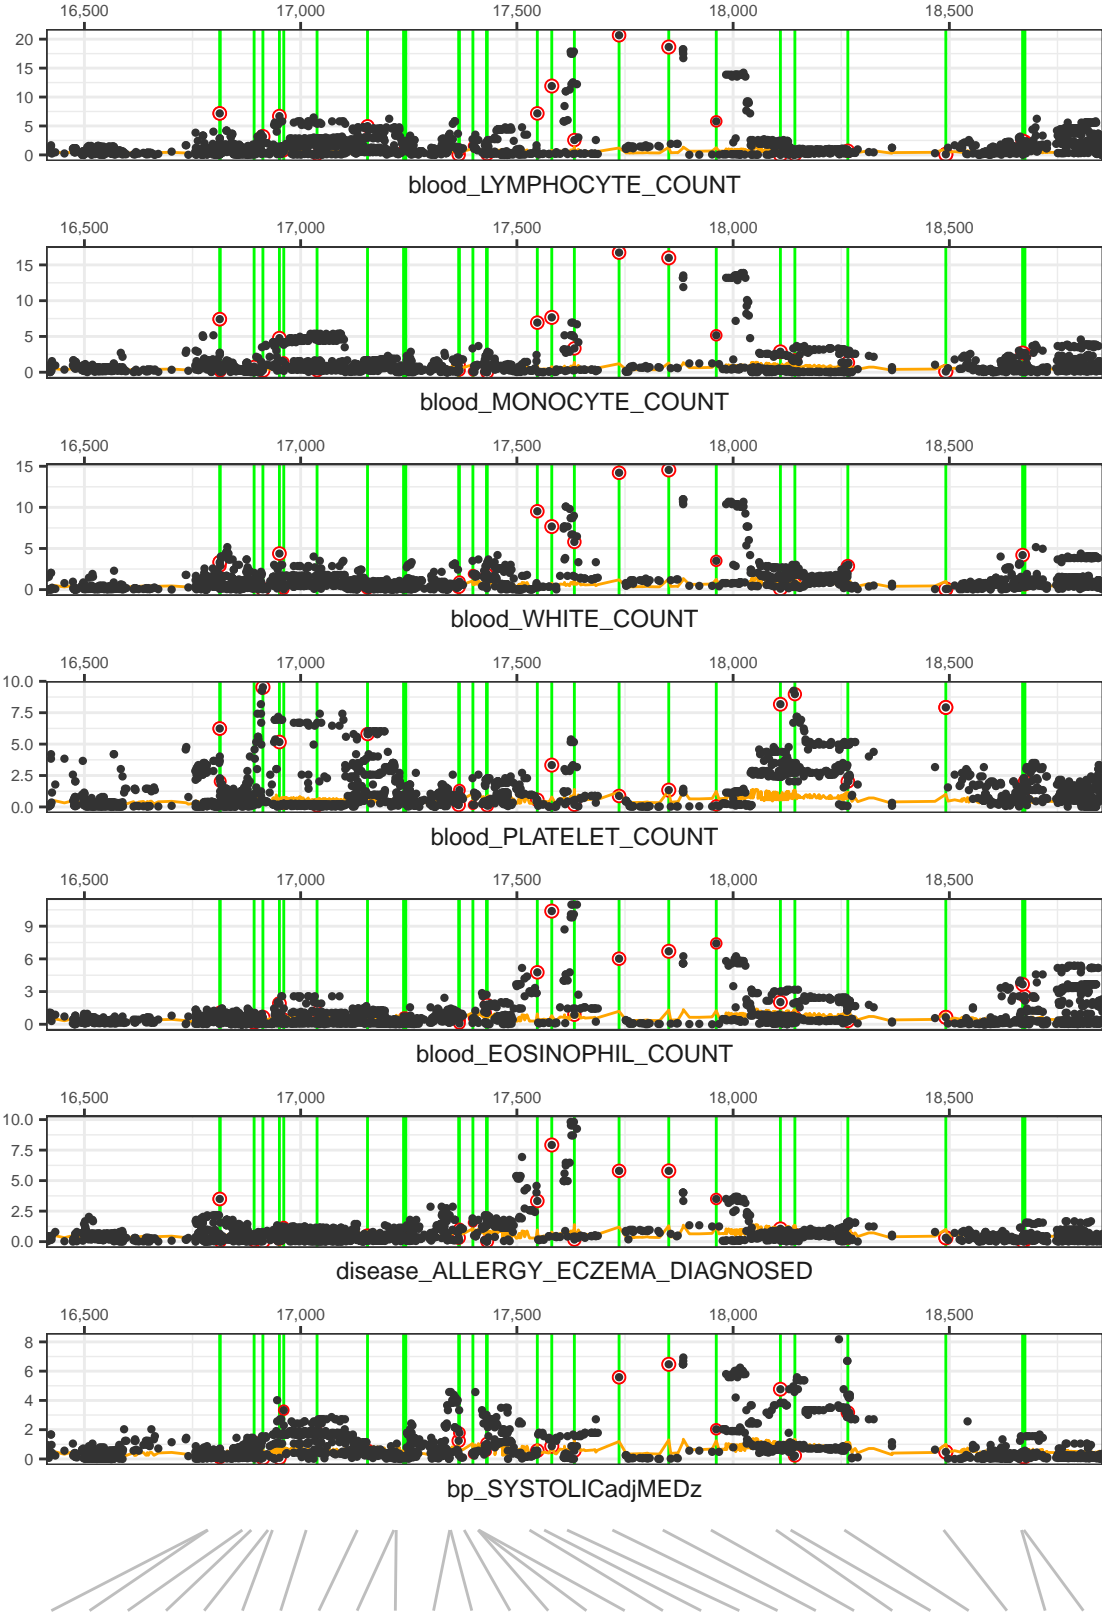 16,500 17,000 17,500 18,000 18,500
20
15
10
5
0
blood_LYMPHOCYTE_COUNT
16,500 17,000 17,500 18,000 18,500
15
10
5
0
blood_MONOCYTE_COUNT
16,500 17,000 17,500 18,000 18,500
15
10
5
0
blood_WHITE_COUNT
16,500 17,000 17,500 18,000 18,500
10.0
7.5
5.0
2.5
0.0
blood_PLATELET_COUNT
16,500 17,000 17,500 18,000 18,500
9
6
3
0
blood_EOSINOPHIL_COUNT
16,500 17,000 17,500 18,000 18,500
10.0
7.5
5.0
2.5
0.0
disease_ALLERGY_ECZEMA_DIAGNOSED
16,500 17,000 17,500 18,000 18,500
8
6
4
2
0
bp_SYSTOLICadjMEDz